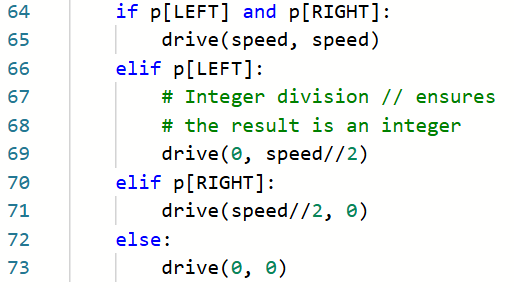 64 if p[LEFT] and p[RIGHT]:
65 drive(speed, speed)
66 elif p[LEFT]:
67 # Integer division // ensures
68 # the result is an integer
69 drive(0, speed//2)
70 elif p[RIGHT]:
71 drive(speed//2, 0)
72 else:
73 drive(0, 0)